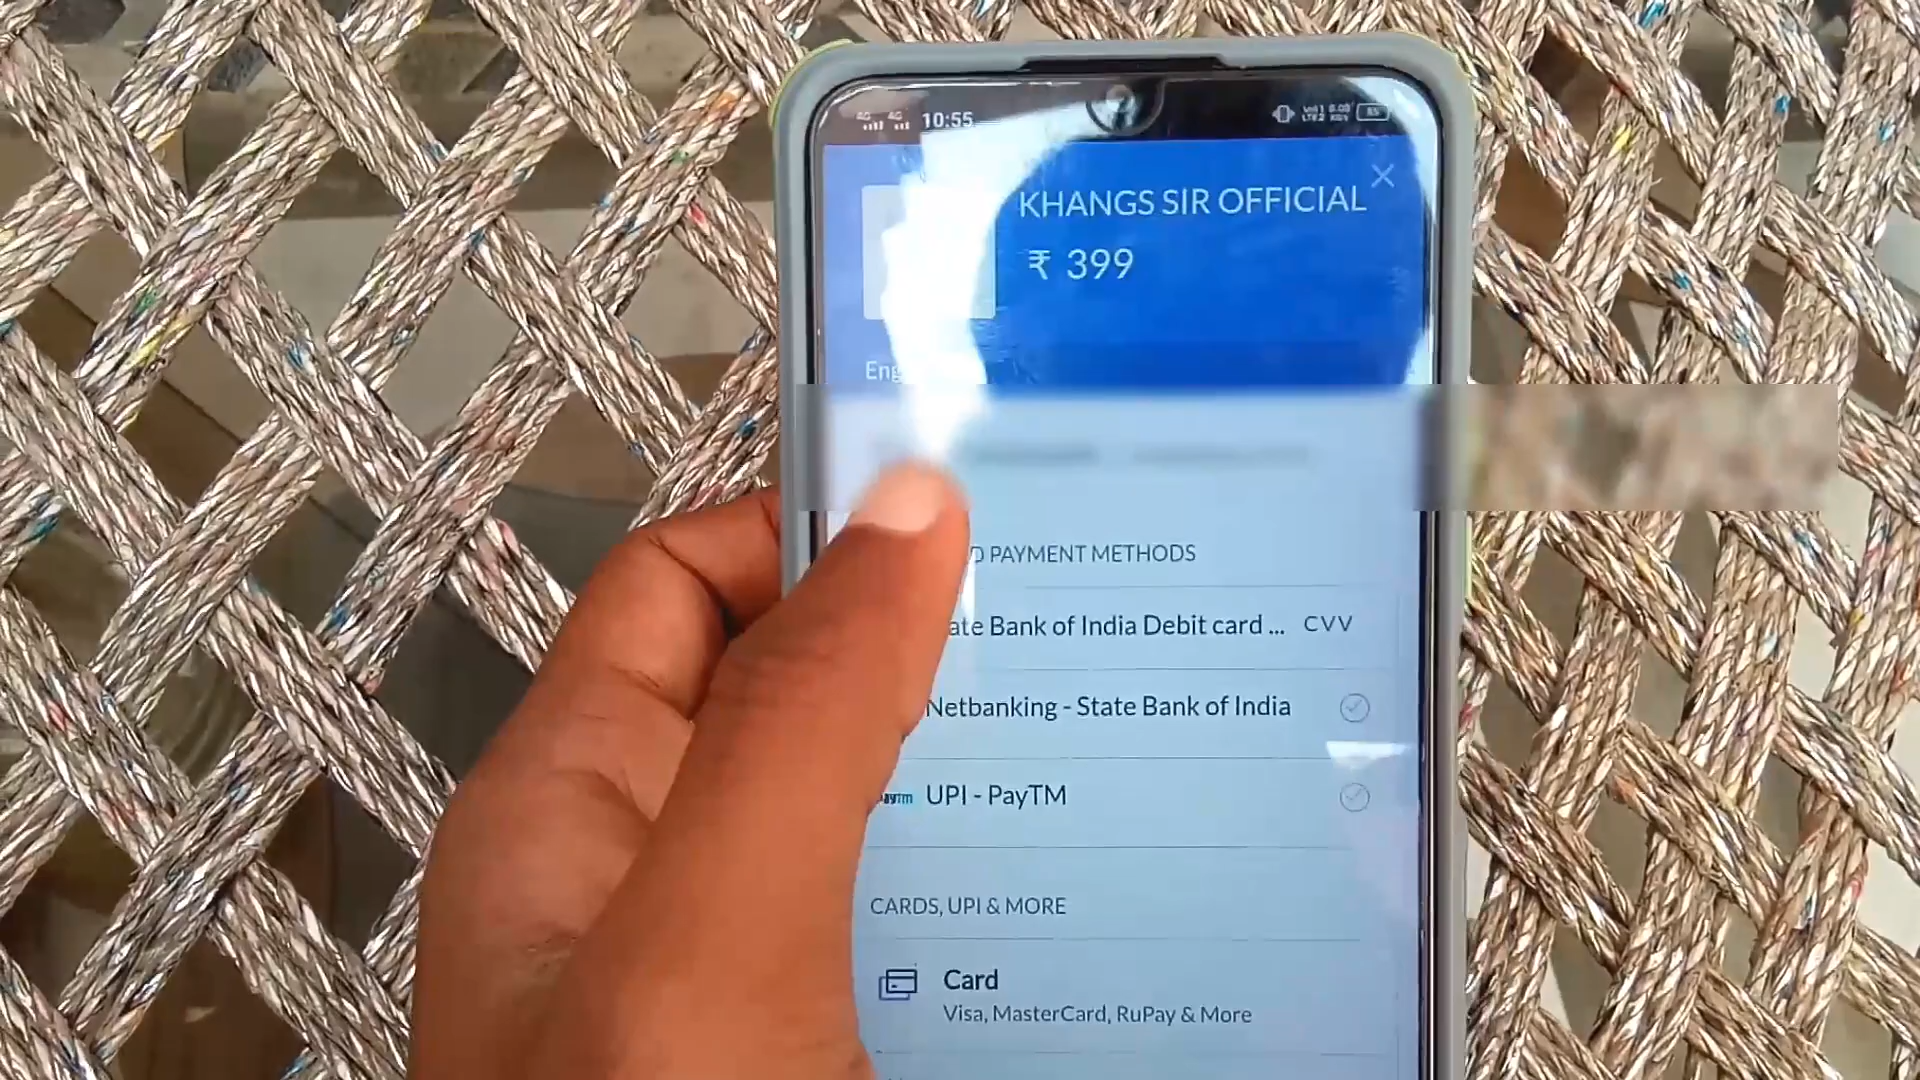 10:55
KHANGS SIR OFFICIAL
₹ 399
Eng
D PAYMENT METHODS
ate Bank of India Debit card ... CVV
Netbanking - State Bank of India
UPI - PayTM
CARDS, UPI & MORE
Card
Visa, MasterCard, RuPay & More